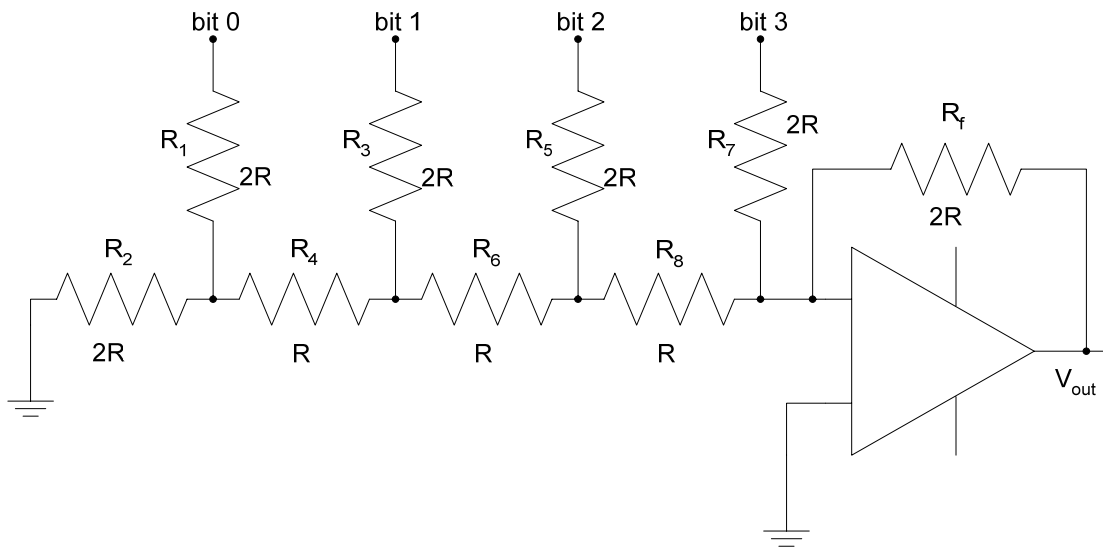 bit 0 bit 1 bit 2 bit 3
R1 R3 R5 R7 2R Rf
2R 2R 2R 2R
R2 R4 R6 R8
2R R R R
Vout